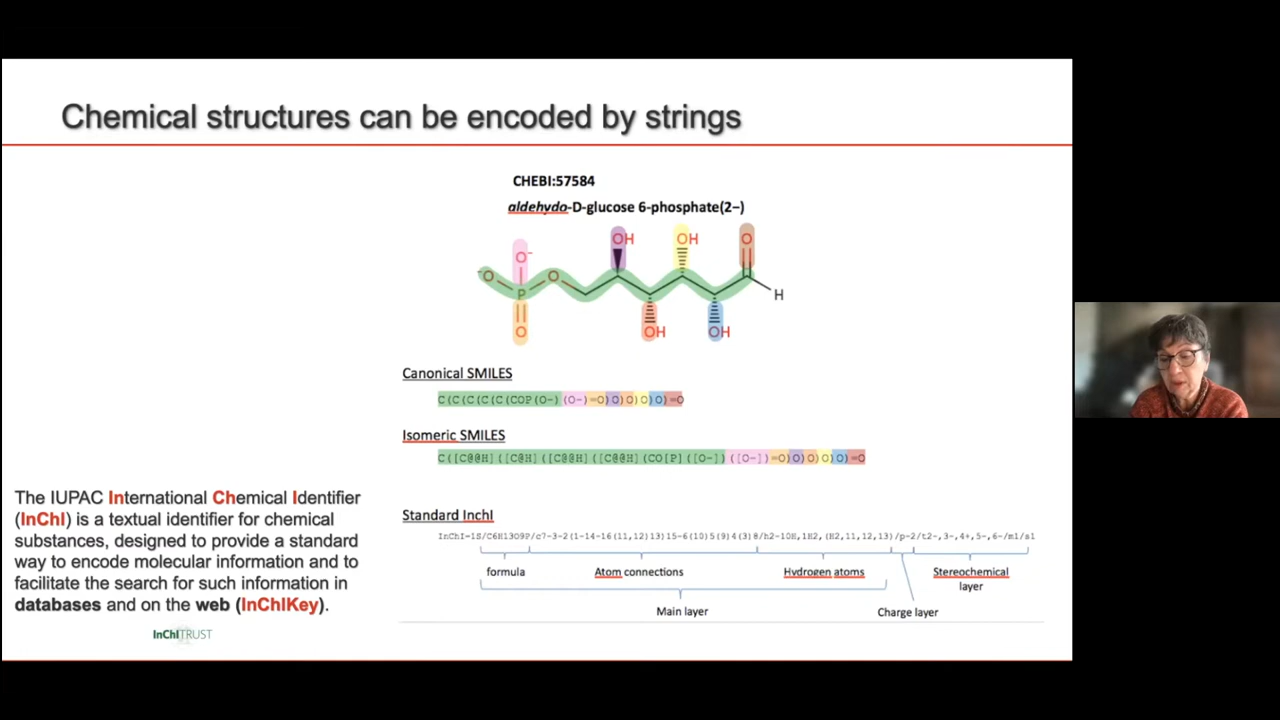 Chemical structures can be encoded by strings
CHEBI:57584
aldehydo-D-glucose 6-phosphate(2−)
O⁻
OH
OH
O
⁻O
O
P
H
O
OH
OH
Canonical SMILES
C(C(C(C(C(COP(O-)(O-)=O)O)O)O)O)=O
Isomeric SMILES
C([C@@H]([C@H]([C@@H]([C@@H](CO[P]([O-])([O-])=O)O)O)O)O)=O
The IUPAC International Chemical Identifier
(InChI) is a textual identifier for chemical
substances, designed to provide a standard
way to encode molecular information and to
facilitate the search for such information in
databases and on the web (InChIKey).
InChITRUST
Standard InchI
InChI=1S/C6H13O9P/c7-3-2(1-14-16(11,12)13)15-6(10)5(9)4(3)8/h2-10H,1H2,(H2,11,12,13)/p-2/t2-,3-,4+,5-,6-/m1/s1
formula
Atom connections
Hydrogen atoms
Stereochemical
layer
Main layer
Charge layer